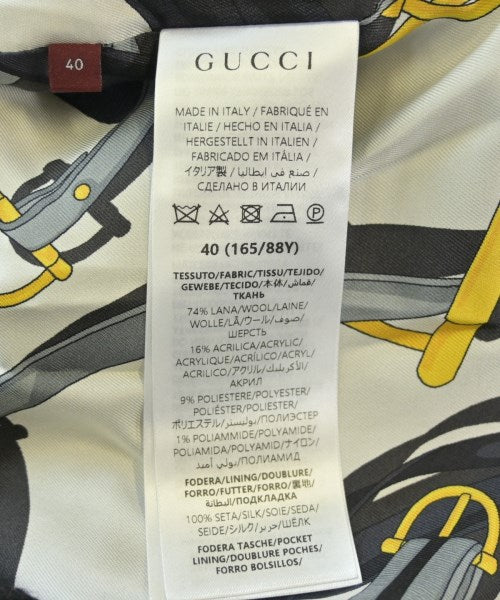 40
GUCCI
MADE IN ITALY / FABRIQUÉ EN
ITALIE / HECHO EN ITALIA /
HERGESTELLT IN ITALIEN /
FABRICADO EM ITÁLIA /
イタリア製 / صنع في ايطاليا /
СДЕЛАНО В ИТАЛИИ
40 (165/88Y)
TESSUTO/FABRIC/TISSU/TEJIDO/
GEWEBE/TECIDO/本体/قماش/
ТКАНЬ
74% LANA/WOOL/LAINE/
WOLLE/LÃ/ウール/صوف/
ШЕРСТЬ
16% ACRILICA/ACRYLIC/
ACRYLIQUE/ACRÍLICO/ACRYL/
ACRILICO/アクリル/الأكريليك/
АКРИЛ
9% POLIESTERE/POLYESTER/
POLIÉSTER/POLIESTER/
ポリエステル/بوليستر/ПОЛИЭСТЕР
1% POLIAMMIDE/POLYAMIDE/
POLIAMIDA/POLYAMID/ナイロン/
بولي أميد/ПОЛИАМИД
FODERA/LINING/DOUBLURE/
FORRO/FUTTER/FORRO/裏地/
البطانة/ПОДКЛАДКА
100% SETA/SILK/SOIE/SEDA/
SEIDE/シルク/حرير/ШЁЛК
FODERA TASCHE/POCKET
LINING/DOUBLURE POCHES/
FORRO BOLSILLOS/